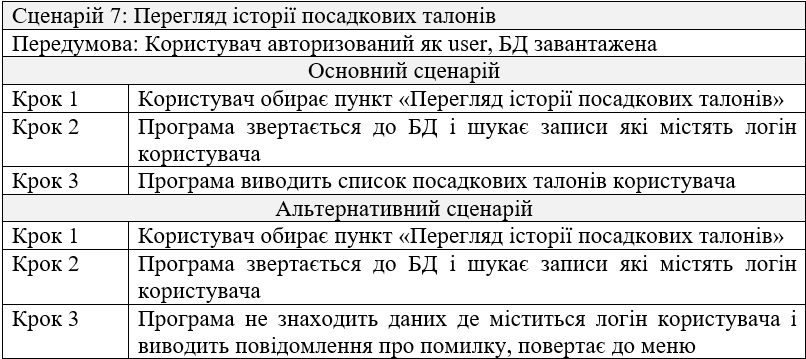 Сценарій 7: Перегляд історії посадкових талонів
Передумова: Користувач авторизований як user, БД завантажена
Основний сценарій
Крок 1 Користувач обирає пункт «Перегляд історії посадкових талонів»
Крок 2 Програма звертається до БД і шукає записи які містять логін
користувача
Крок 3 Програма виводить список посадкових талонів користувача
Альтернативний сценарій
Крок 1 Користувач обирає пункт «Перегляд історії посадкових талонів»
Крок 2 Програма звертається до БД і шукає записи які містять логін
користувача
Крок 3 Програма не знаходить даних де міститься логін користувача і
виводить повідомлення про помилку, повертає до меню